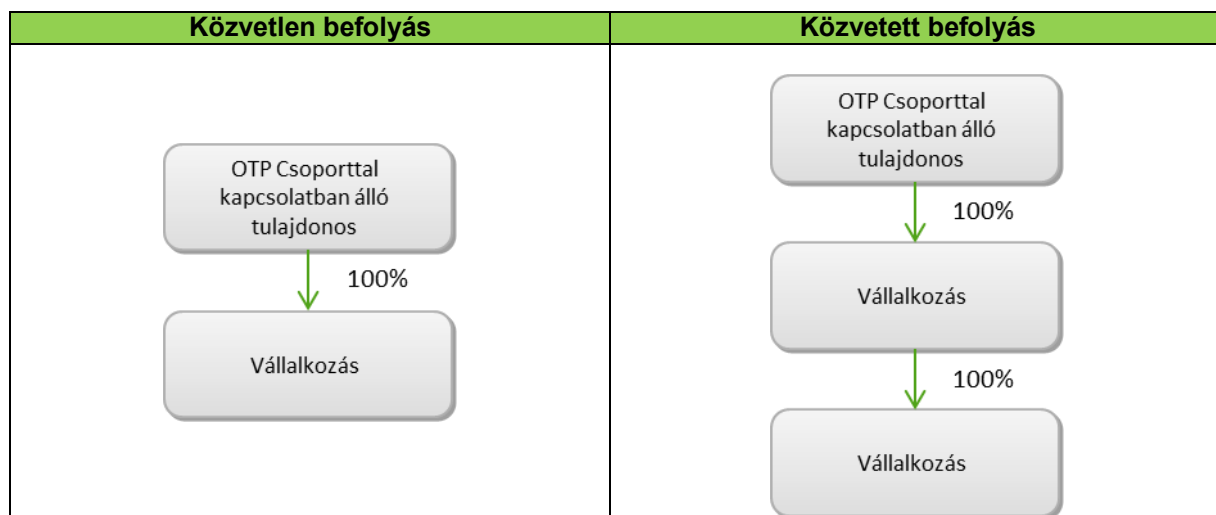 Közvetlen befolyás
Közvetett befolyás
OTP Csoporttal
kapcsolatban álló
tulajdonos
100%
Vállalkozás
OTP Csoporttal
kapcsolatban álló
tulajdonos
100%
Vállalkozás
100%
Vállalkozás